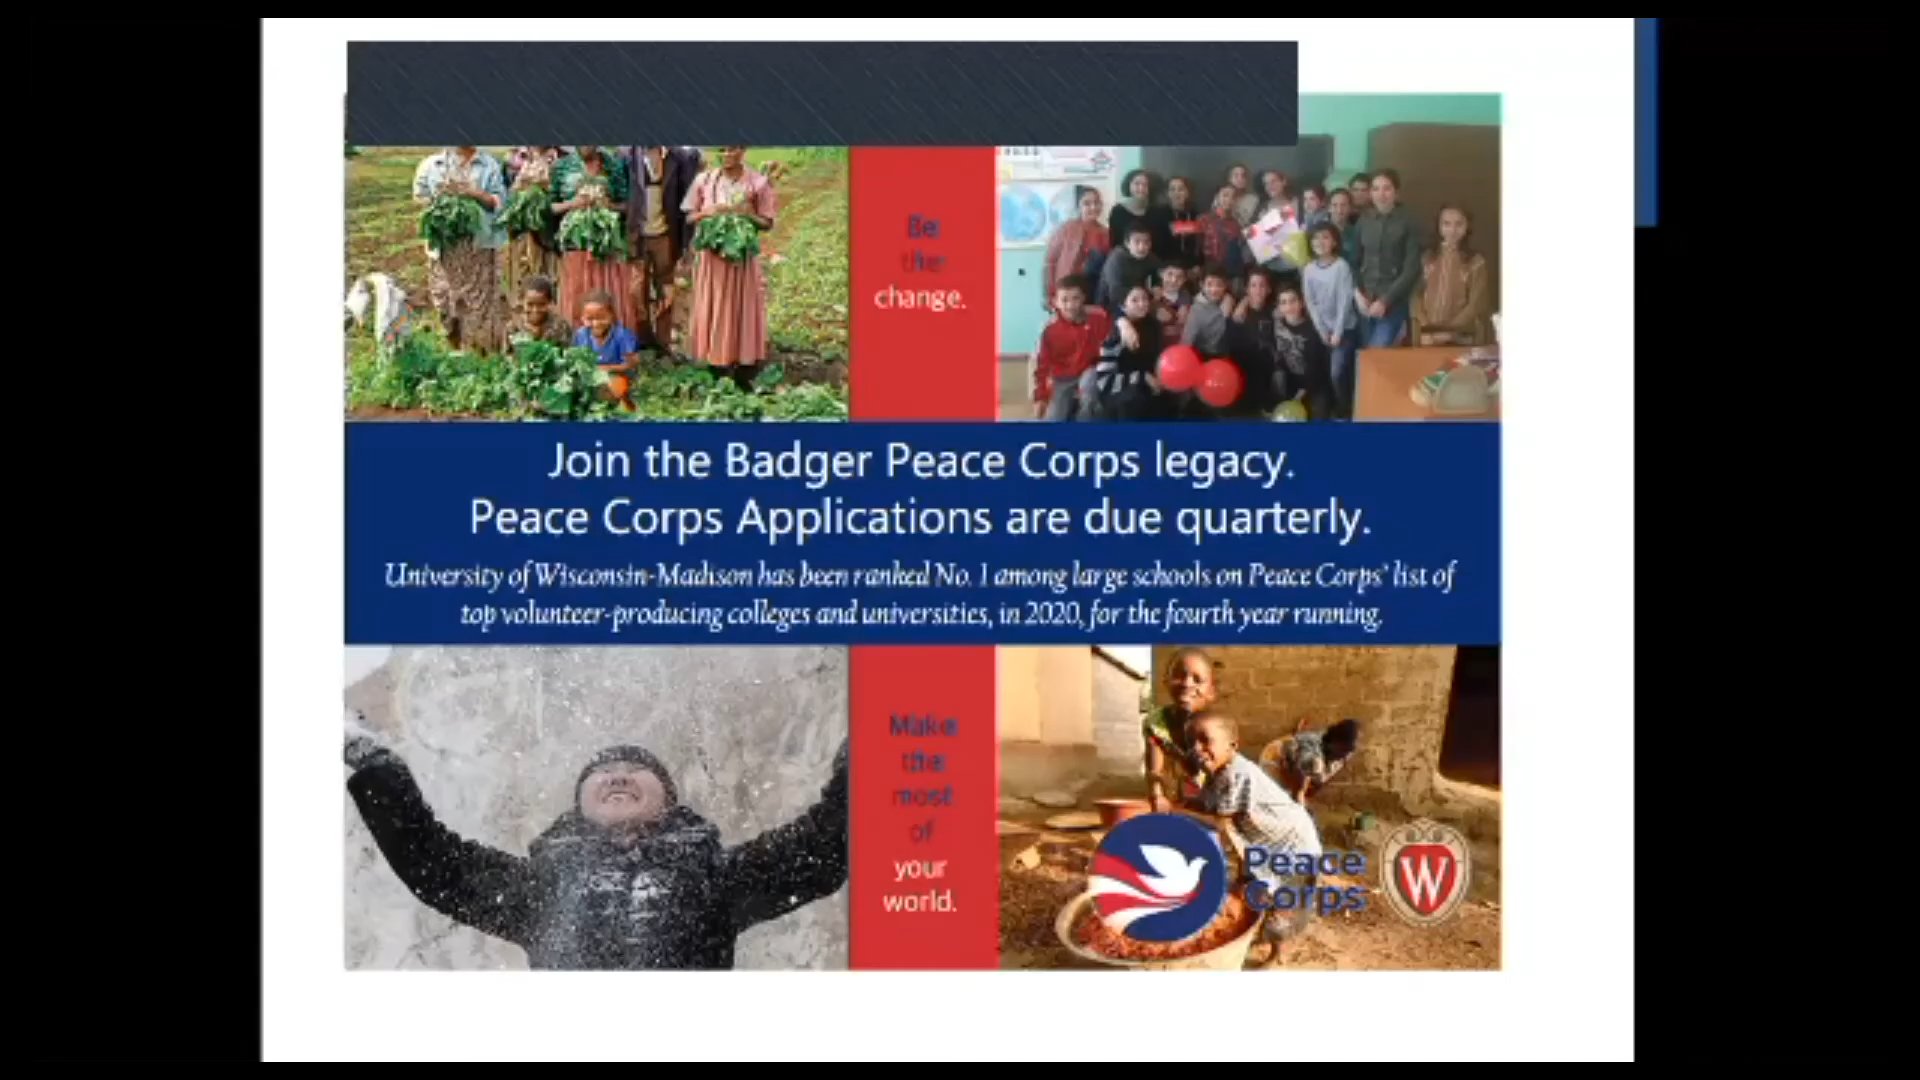 Be
the
change.
Join the Badger Peace Corps legacy.
Peace Corps Applications are due quarterly.
University of Wisconsin-Madison has been ranked No. 1 among large schools on Peace Corps' list of
top volunteer-producing colleges and universities, in 2020, for the fourth year running.
Make
the
most
of
your
world.
Peace
Corps
W